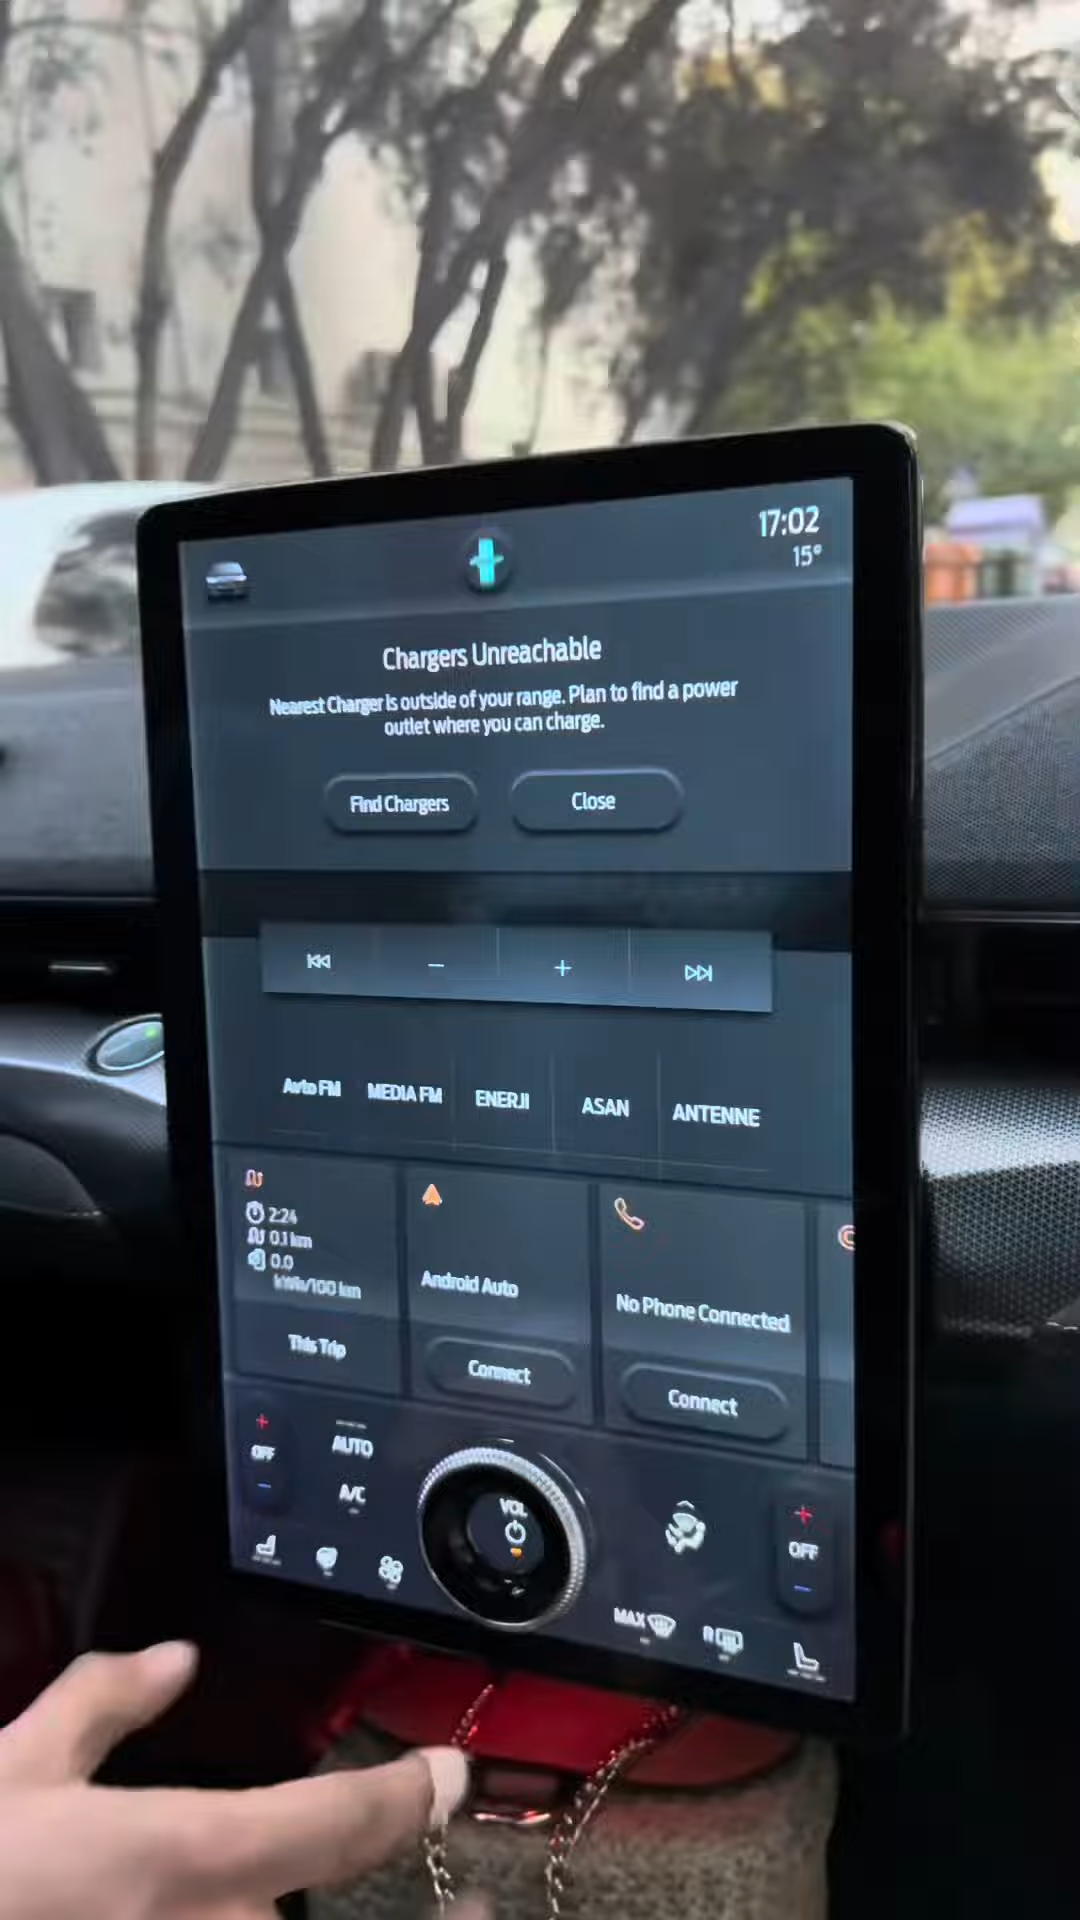 17:02
15°
Chargers Unreachable
Nearest Charger is outside of your range. Plan to find a power
outlet where you can charge.
Find Chargers
Close
Avto FM
MEDIA FM
ENERJI
ASAN
ANTENNE
2:24
0.1 km
0.0
kWh/100 km
This Trip
Android Auto
Connect
No Phone Connected
Connect
OFF
AUTO
A/C
VOL
OFF
MAX
R